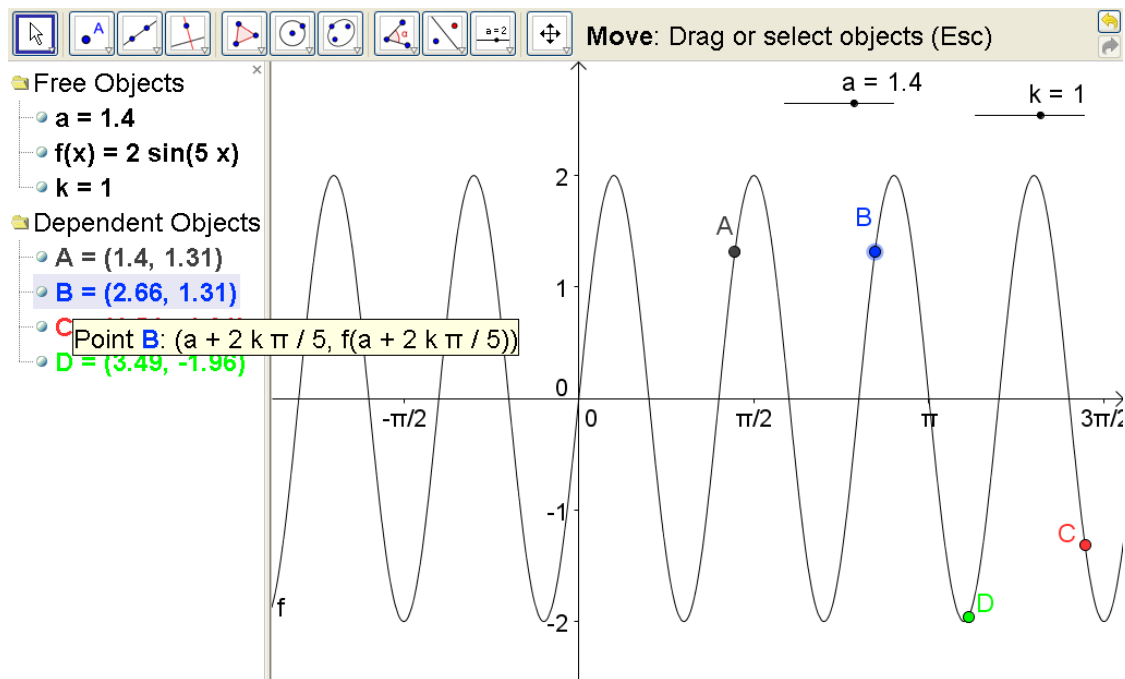 A
α
a=2
Move: Drag or select objects (Esc)
×
Free Objects
a = 1.4
f(x) = 2 sin(5 x)
k = 1
Dependent Objects
A = (1.4, 1.31)
B = (2.66, 1.31)
C
Point B: (a + 2 k π / 5, f(a + 2 k π / 5))
D = (3.49, -1.96)
a = 1.4
k = 1
2
A
B
1
0
-π/2
0
π/2
π
3π/2
-1
C
D
f
-2